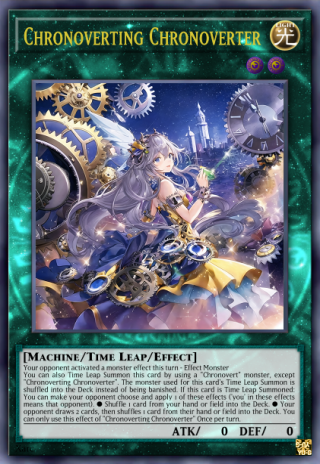 Chronoverting Chronoverter
LIGHT
光
[Machine/Time Leap/Effect]
Your opponent activated a monster effect this turn - Effect Monster
You can also Time Leap Summon this card by using a "Chronovert" monster, except
"Chronoverting Chronoverter". The monster used for this card's Time Leap Summon is
shuffled into the Deck instead of being banished. If this card is Time Leap Summoned:
You can make your opponent choose and apply 1 of these effects ('you' in these effects
means that opponent). ● Shuffle 1 card from your hand or field into the Deck. ● Your
opponent draws 2 cards, then shuffles 1 card from their hand or field into the Deck. You
can only use this effect of "Chronoverting Chronoverter" Once per turn.
ATK/ 0 DEF/ 0